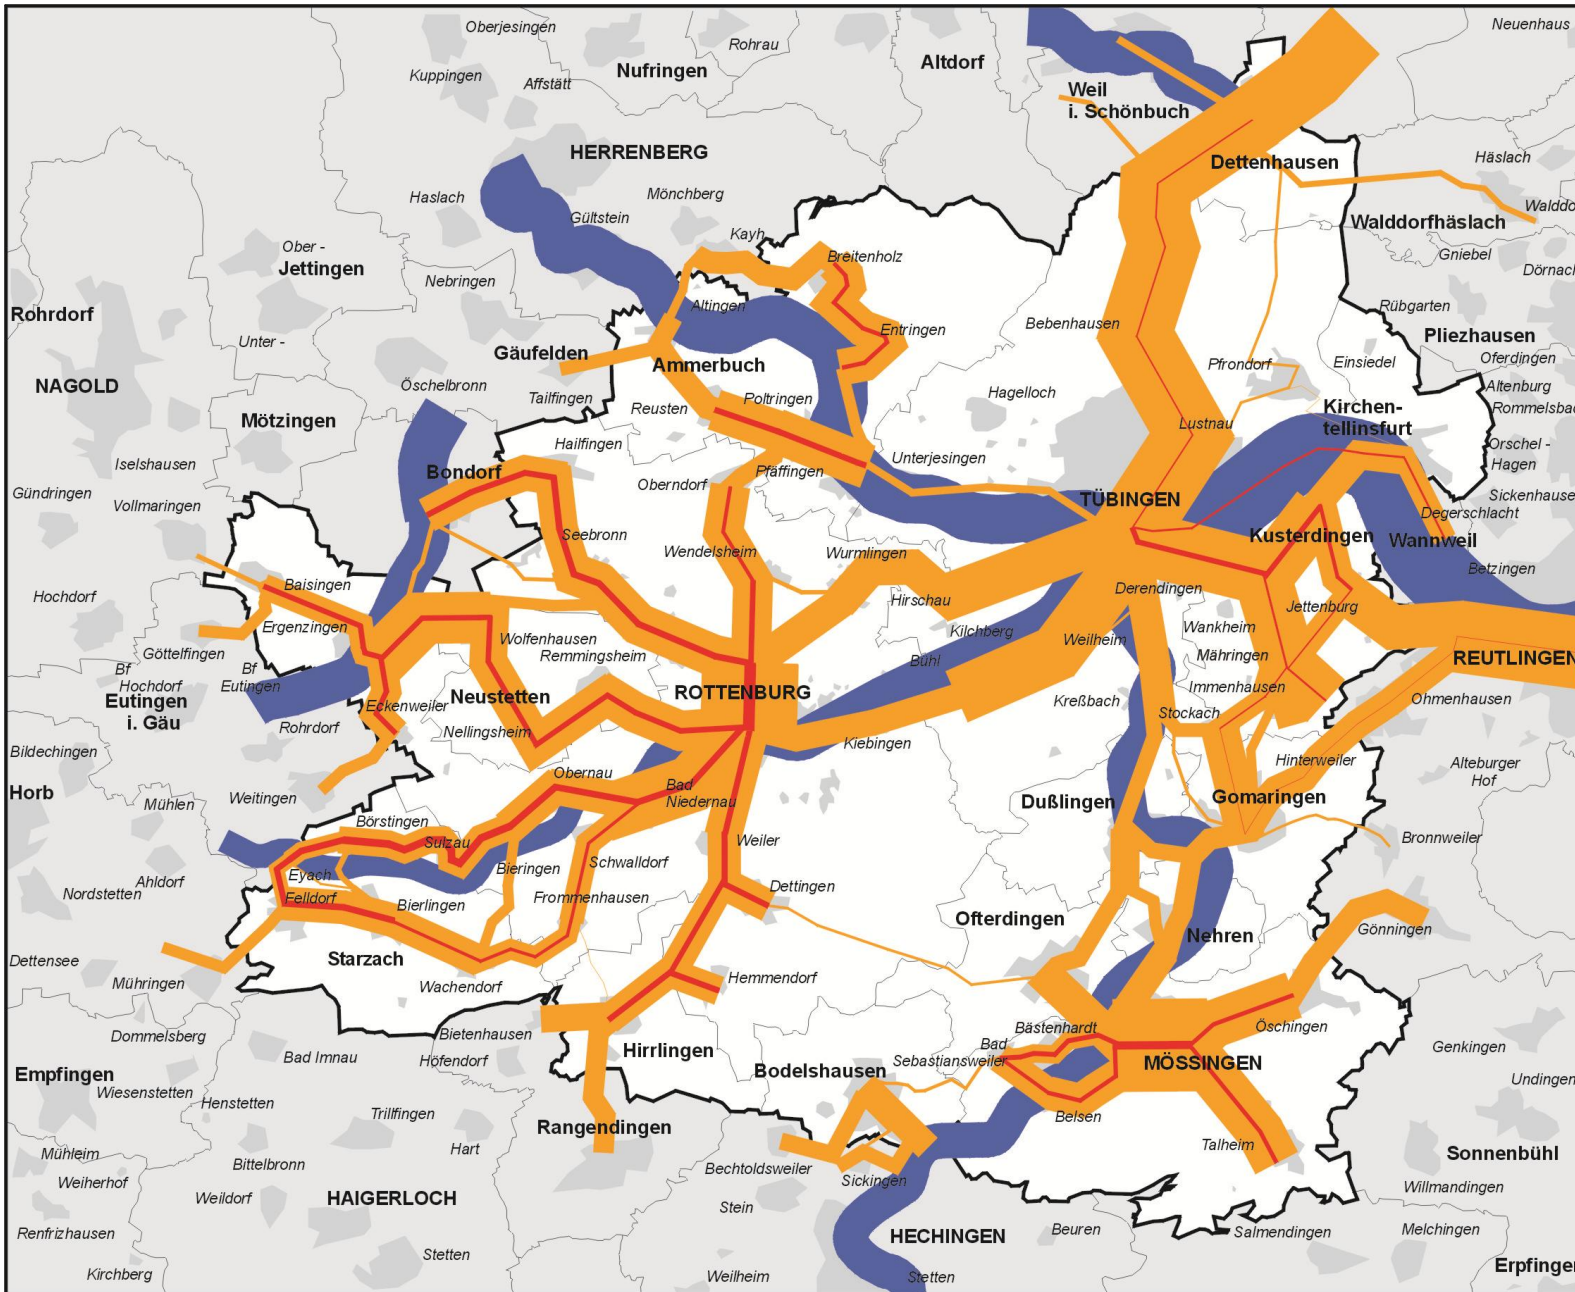 Oberjesingen
Neuenhaus
Rohrau
Altdorf
Nufringen
Kuppingen
Affstätt
Weil
i. Schönbuch
HERRENBERG
Dettenhausen
Häslach
Haslach
Mönchberg
Gültstein
Walddo
Walddorfhäslach
Kayh
Ober -
Jettingen
Breitenholz
Gniebel
Dörnach
Nebringen
Altingen
Rübgarten
Rohrdorf
Entringen
Bebenhausen
Pliezhausen
Unter -
Gäufelden
Ammerbuch
Pfrondorf
Einsiedel
Oferdingen
NAGOLD
Öschelbronn
Hagelloch
Altenburg
Tailfingen
Reusten
Poltringen
Kirchen-
tellinsfurt
Rommelsbac
Mötzingen
Lustnau
Hailfingen
Orschel -
Hagen
Iselshausen
Bondorf
Pfäffingen
Unterjesingen
Oberndorf
Gündringen
Vollmaringen
TÜBINGEN
Sickenhause
Degerschlacht
Seebronn
Wendelsheim
Wurmlingen
Kusterdingen
Wannweil
Betzingen
Baisingen
Hochdorf
Hirschau
Derendingen
Jettenburg
Ergenzingen
Kilchberg
Weilheim
Wankheim
Göttelfingen
Wolfenhausen
Remmingsheim
Bühl
Mähringen
REUTLINGEN
Bf
Hochdorf
Bf
Eutingen
Eutingen
i. Gäu
Eckenweiler
Neustetten
ROTTENBURG
Immenhausen
Kreßbach
Ohmenhausen
Stockach
Rohrdorf
Nellingsheim
Kiebingen
Bildechingen
Hinterweiler
Alteburger
Hof
Obernau
Bad
Niedernau
Horb
Mühlen
Weitingen
Dußlingen
Gomaringen
Börstingen
Sulzau
Weiler
Bronnweiler
Bieringen
Schwalldorf
Eyach
Ahldorf
Nordstetten
Felldorf
Bierlingen
Frommenhausen
Dettingen
Ofterdingen
Gönningen
Nehren
Dettensee
Starzach
Mühringen
Wachendorf
Hemmendorf
Bästenhardt
Öschingen
Dommelsberg
Bietenhausen
Höfendorf
Bad Imnau
Hirrlingen
Bad
Sebastiansweiler
Genkingen
MÖSSINGEN
Empfingen
Bodelshausen
Undingen
Wiesenstetten
Henstetten
Trillfingen
Belsen
Rangendingen
Hart
Talheim
Mühleim
Sonnenbühl
Bittelbronn
Bechtoldsweiler
Weiherhof
Sickingen
Weildorf
HAIGERLOCH
Willmandingen
Stein
Renfrizhausen
HECHINGEN
Beuren
Salmendingen
Melchingen
Stetten
Kirchberg
Weilheim
Stetten
Erpfingen